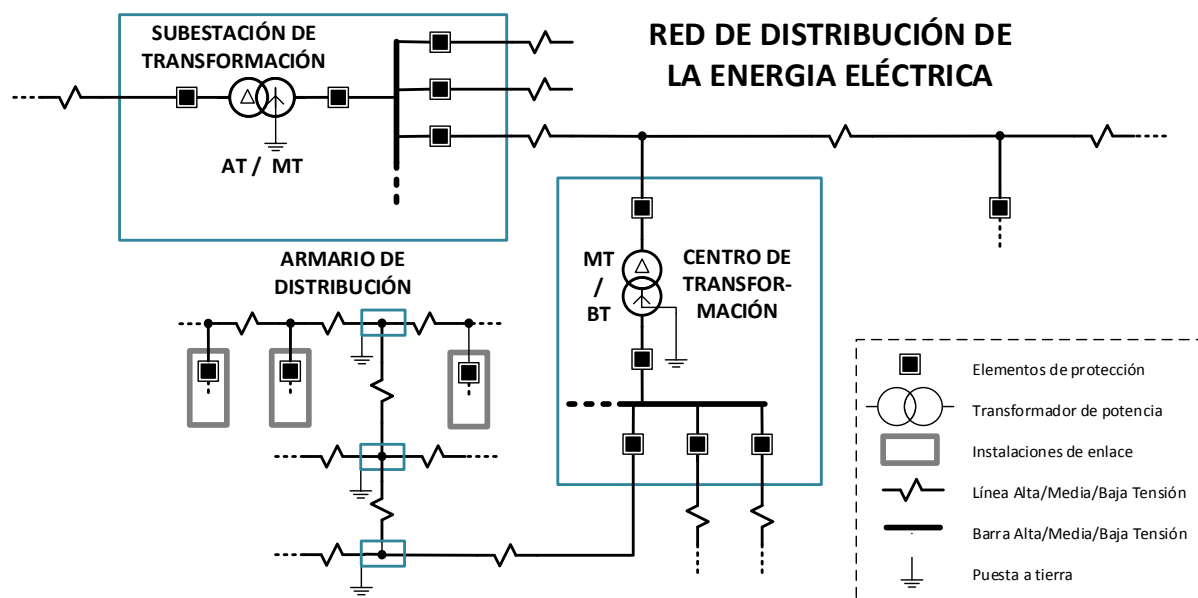 SUBESTACIÓN DE
TRANSFORMACIÓN
RED DE DISTRIBUCIÓN DE
LA ENERGIA ELÉCTRICA
AT / MT
ARMARIO DE
DISTRIBUCIÓN
MT
/
BT
CENTRO DE
TRANSFOR-
MACIÓN
Elementos de protección
Transformador de potencia
Instalaciones de enlace
Línea Alta/Media/Baja Tensión
Barra Alta/Media/Baja Tensión
Puesta a tierra